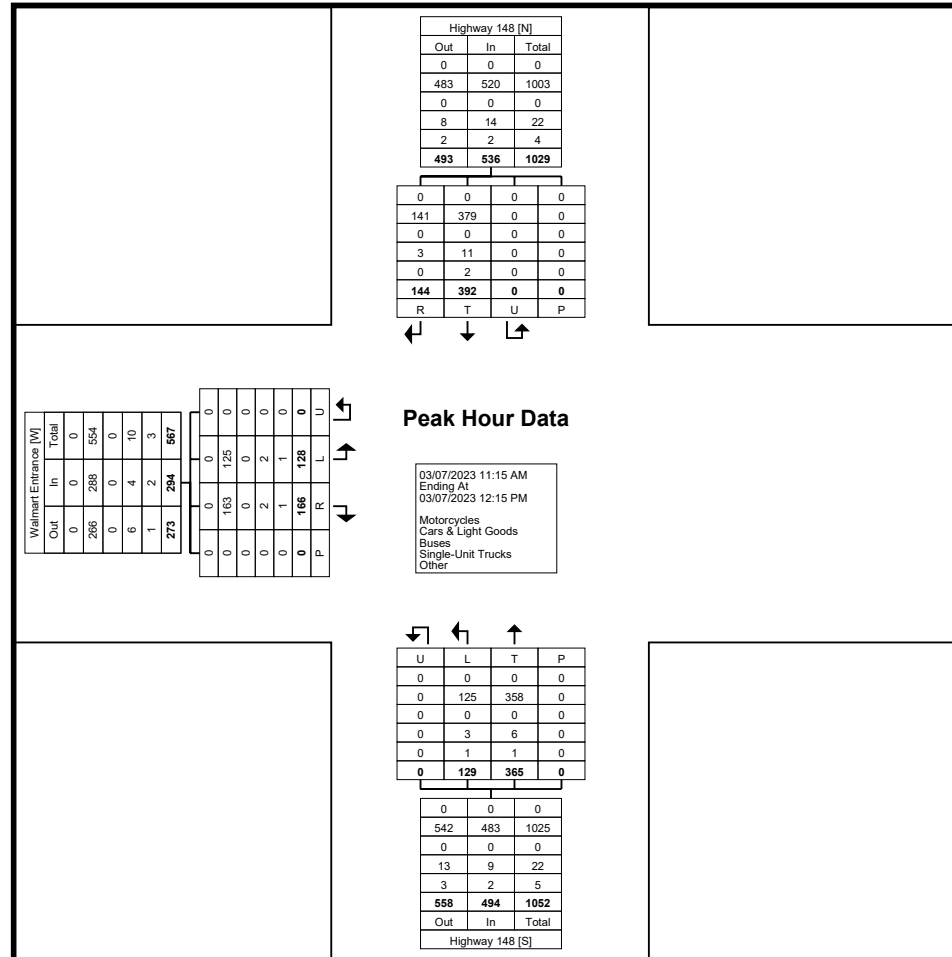 Highway 148 [N]
Out In Total
0 0 0
483 520 1003
0 0 0
8 14 22
2 2 4
493 536 1029
0 0 0 0
141 379 0 0
0 0 0 0
3 11 0 0
0 2 0 0
144 392 0 0
R T U P
Walmart Entrance [W]
Total 0 554 0 10 3 567
In 0 288 0 4 2 294
Out 0 266 0 6 1 273
0 0 0 0 0 0 U
0 125 0 2 1 128 L
0 163 0 2 1 166 R
0 0 0 0 0 0 P
Peak Hour Data
03/07/2023 11:15 AM
Ending At
03/07/2023 12:15 PM
Motorcycles
Cars & Light Goods
Buses
Single-Unit Trucks
Other
U L T P
0 0 0 0
0 125 358 0
0 0 0 0
0 3 6 0
0 1 1 0
0 129 365 0
0 0 0
542 483 1025
0 0 0
13 9 22
3 2 5
558 494 1052
Out In Total
Highway 148 [S]